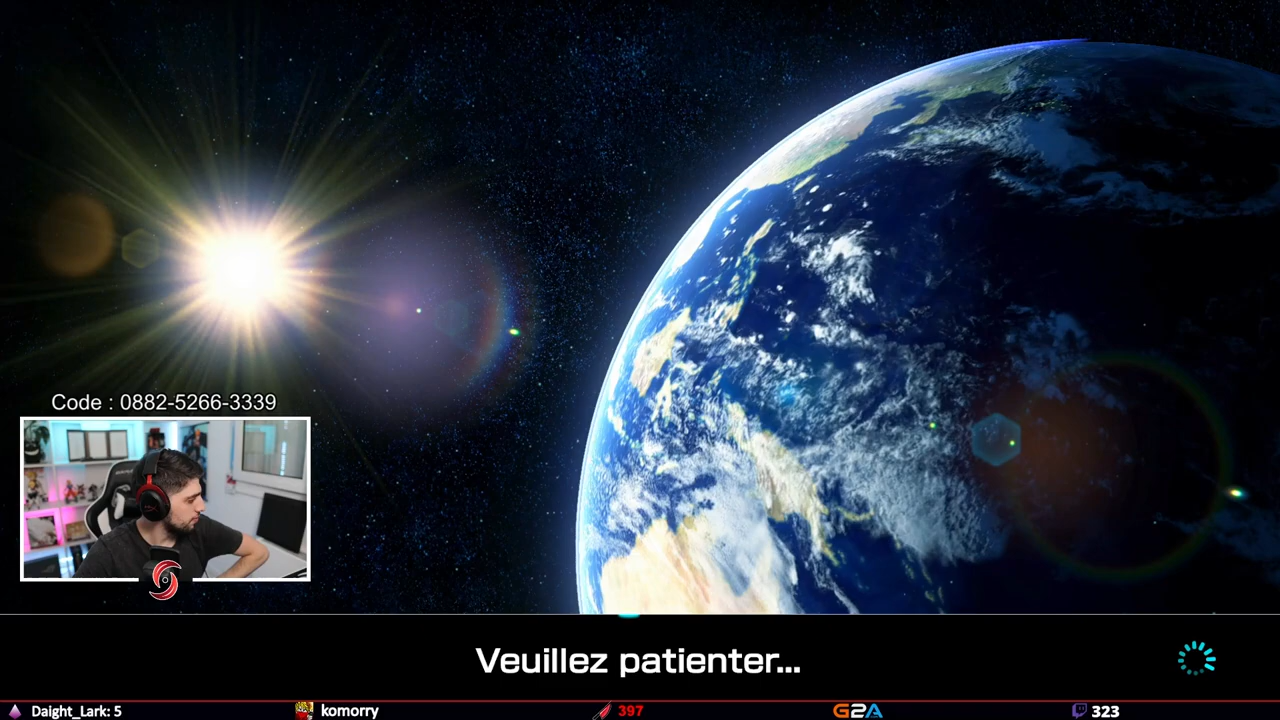 Code : 0882-5266-3339
Veuillez patienter...
Daight_Lark: 5
komorry
397
G2A
323